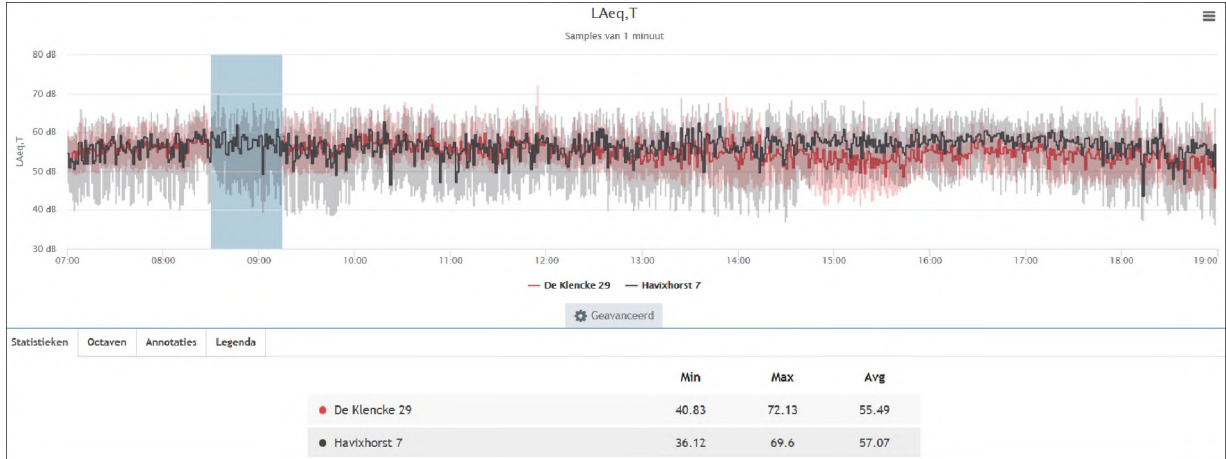 LAeq,T
Samples van 1 minuut
80 dB
70 dB
60 dB
50 dB
40 dB
30 dB
LAeq,T
07:00 08:00 09:00 10:00 11:00 12:00 13:00 14:00 15:00 16:00 17:00 18:00 19:00
De Klencke 29 Havixhorst 7
Geavanceerd
Statistieken Octaven Annotaties Legenda
Min Max Avg
De Klencke 29 40.83 72.13 55.49
Havixhorst 7 36.12 69.6 57.07